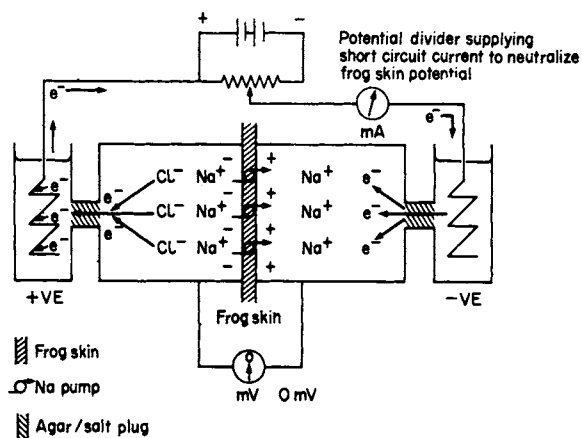 + −
Potential divider supplying
short circuit current to neutralize
frog skin potential
e⁻
mA
e⁻
− +
Cl⁻ Na⁺ Na⁺
e⁻ e⁻ e⁻
− +
e⁻ Cl⁻ Na⁺ Na⁺ e⁻
− +
e⁻ e⁻ Cl⁻ Na⁺ Na⁺ e⁻
− +
+VE −VE
Frog skin
Frog skin
O
mV O mV
Na pump
Agar/salt plug